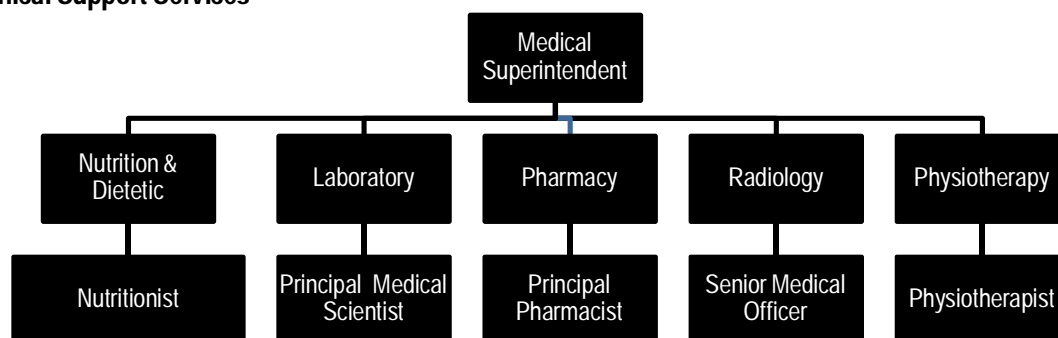 Support Services
Medical
Superintendent
Nutrition &
Dietetic
Laboratory
Pharmacy
Radiology
Physiotherapy
Nutritionist
Principal Medical
Scientist
Principal
Pharmacist
Senior Medical
Officer
Physiotherapist